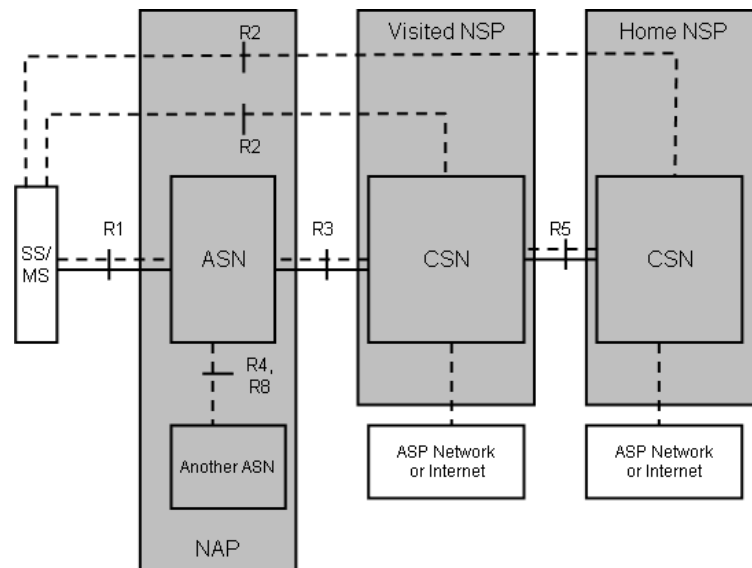 R2
Visited NSP
Home NSP
R2
SS/
MS
R1
ASN
R3
CSN
R5
CSN
R4,
R8
Another ASN
ASP Network
or Internet
ASP Network
or Internet
NAP